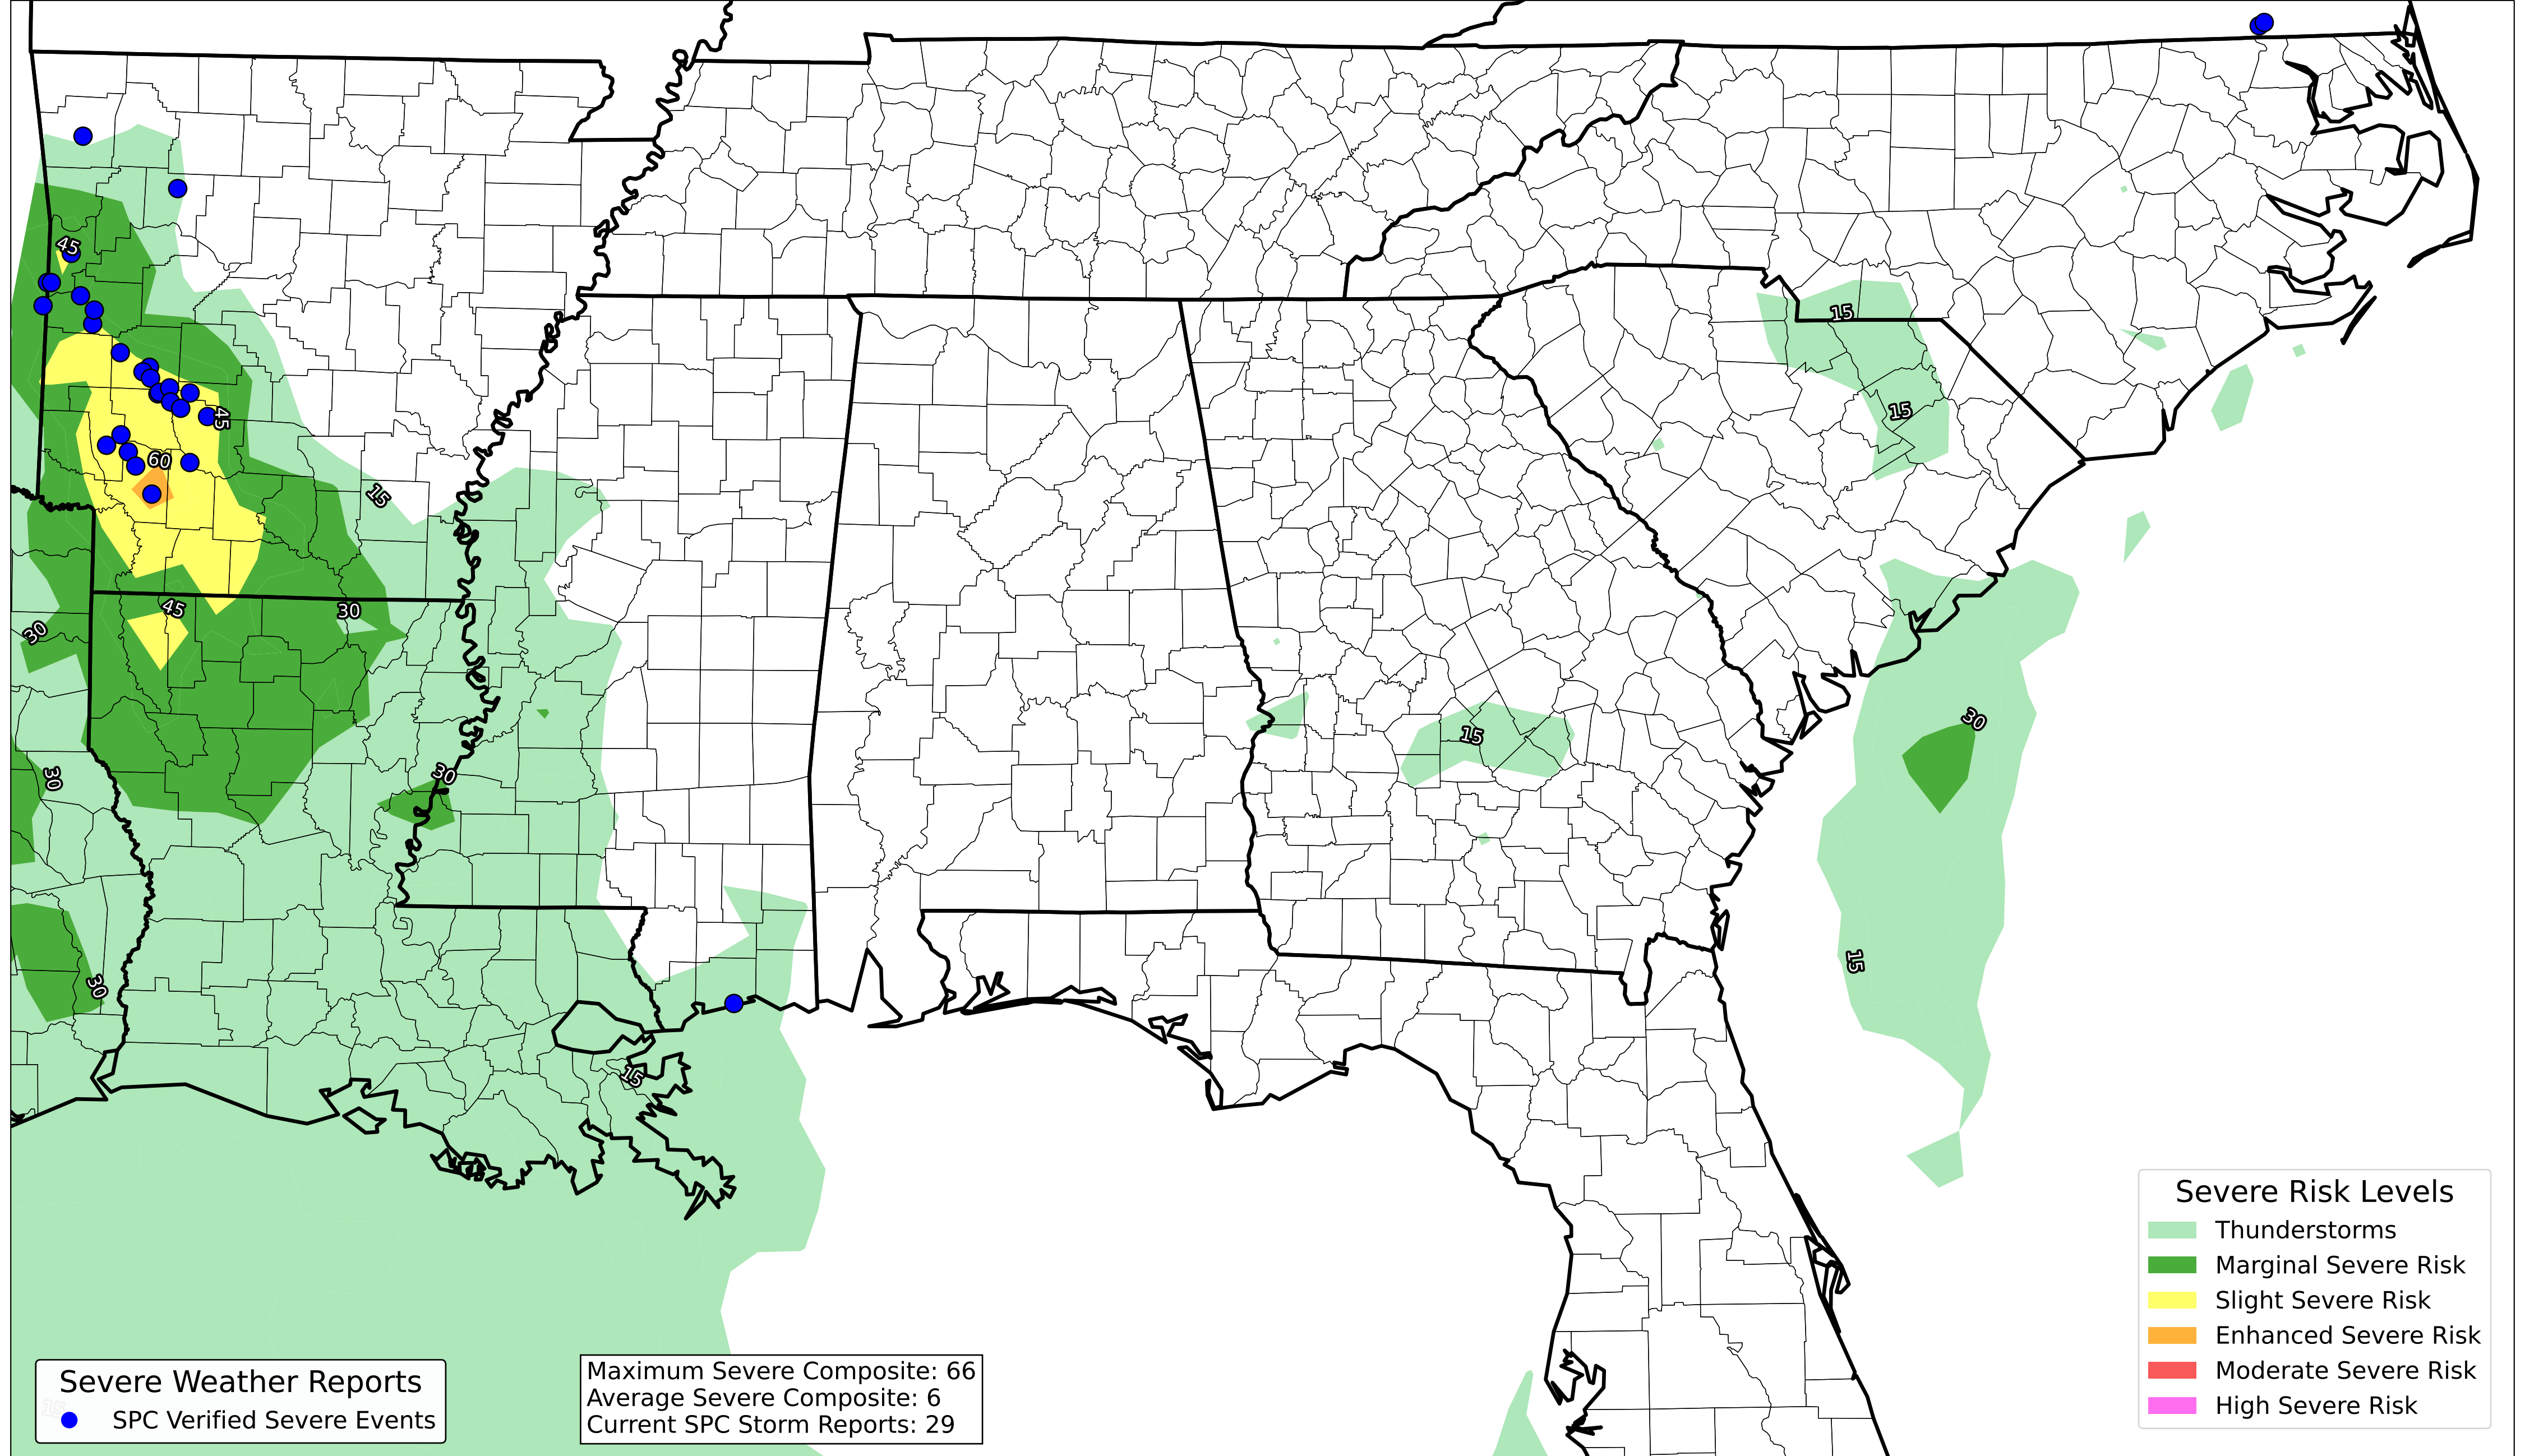 45
15
45
15
60
15
45
30
30
30
15
30
30
15
30
15
15
15
Severe Risk Levels
Thunderstorms
Marginal Severe Risk
Slight Severe Risk
Enhanced Severe Risk
Moderate Severe Risk
High Severe Risk
Severe Weather Reports
SPC Verified Severe Events
Maximum Severe Composite: 66
Average Severe Composite: 6
Current SPC Storm Reports: 29